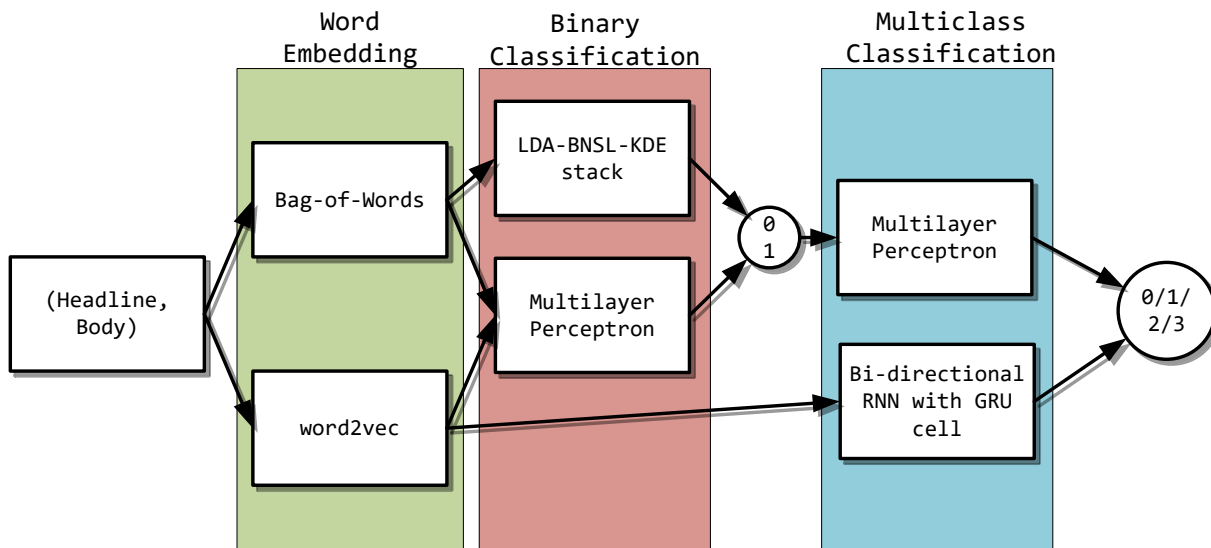 Word
Embedding
Binary
Classification
Multiclass
Classification
(Headline,
Body)
Bag-of-Words
word2vec
LDA-BNSL-KDE
stack
Multilayer
Perceptron
0
1
Multilayer
Perceptron
Bi-directional
RNN with GRU
cell
0/1/
2/3